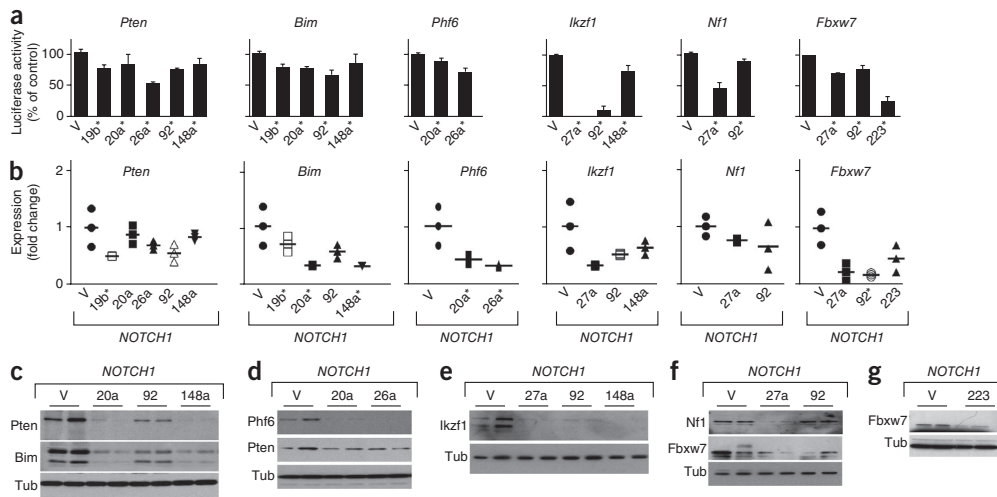 a
Pten
Bim
Phf6
Ikzf1
Nf1
Fbxw7
Luciferase activity
(% of control)
100
50
0
V 19b* 20a* 26a* 92* 148a*
V 19b* 20a* 92* 148a*
V 20a* 26a*
V 27a* 92* 148a*
V 27a* 92*
V 27a* 92* 223*
b
Pten
Bim
Phf6
Ikzf1
Nf1
Fbxw7
Expression
(fold change)
2
1
0
V 19b* 20a 26a 92 148a
V 19b* 20a* 92 148a*
V 20a* 26a*
V 27a 92 148a
V 27a 92
V 27a 92* 223
NOTCH1
NOTCH1
NOTCH1
NOTCH1
NOTCH1
NOTCH1
c
NOTCH1
V 20a 92 148a
Pten
Bim
Tub
d
NOTCH1
V 20a 26a
Phf6
Pten
Tub
e
NOTCH1
V 27a 92 148a
Ikzf1
Tub
f
NOTCH1
V 27a 92
Nf1
Fbxw7
Tub
g
NOTCH1
V 223
Fbxw7
Tub